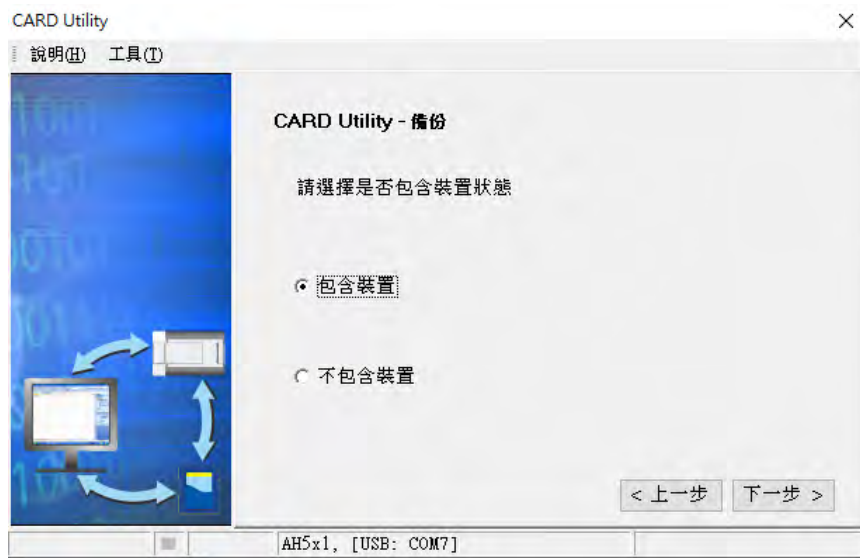 CARD Utility
說明(H) 工具(T)
CARD Utility - 備份
請選擇是否包含裝置狀態
包含裝置
不包含裝置
< 上一步 下一步 >
AH5x1, [USB: COM7]